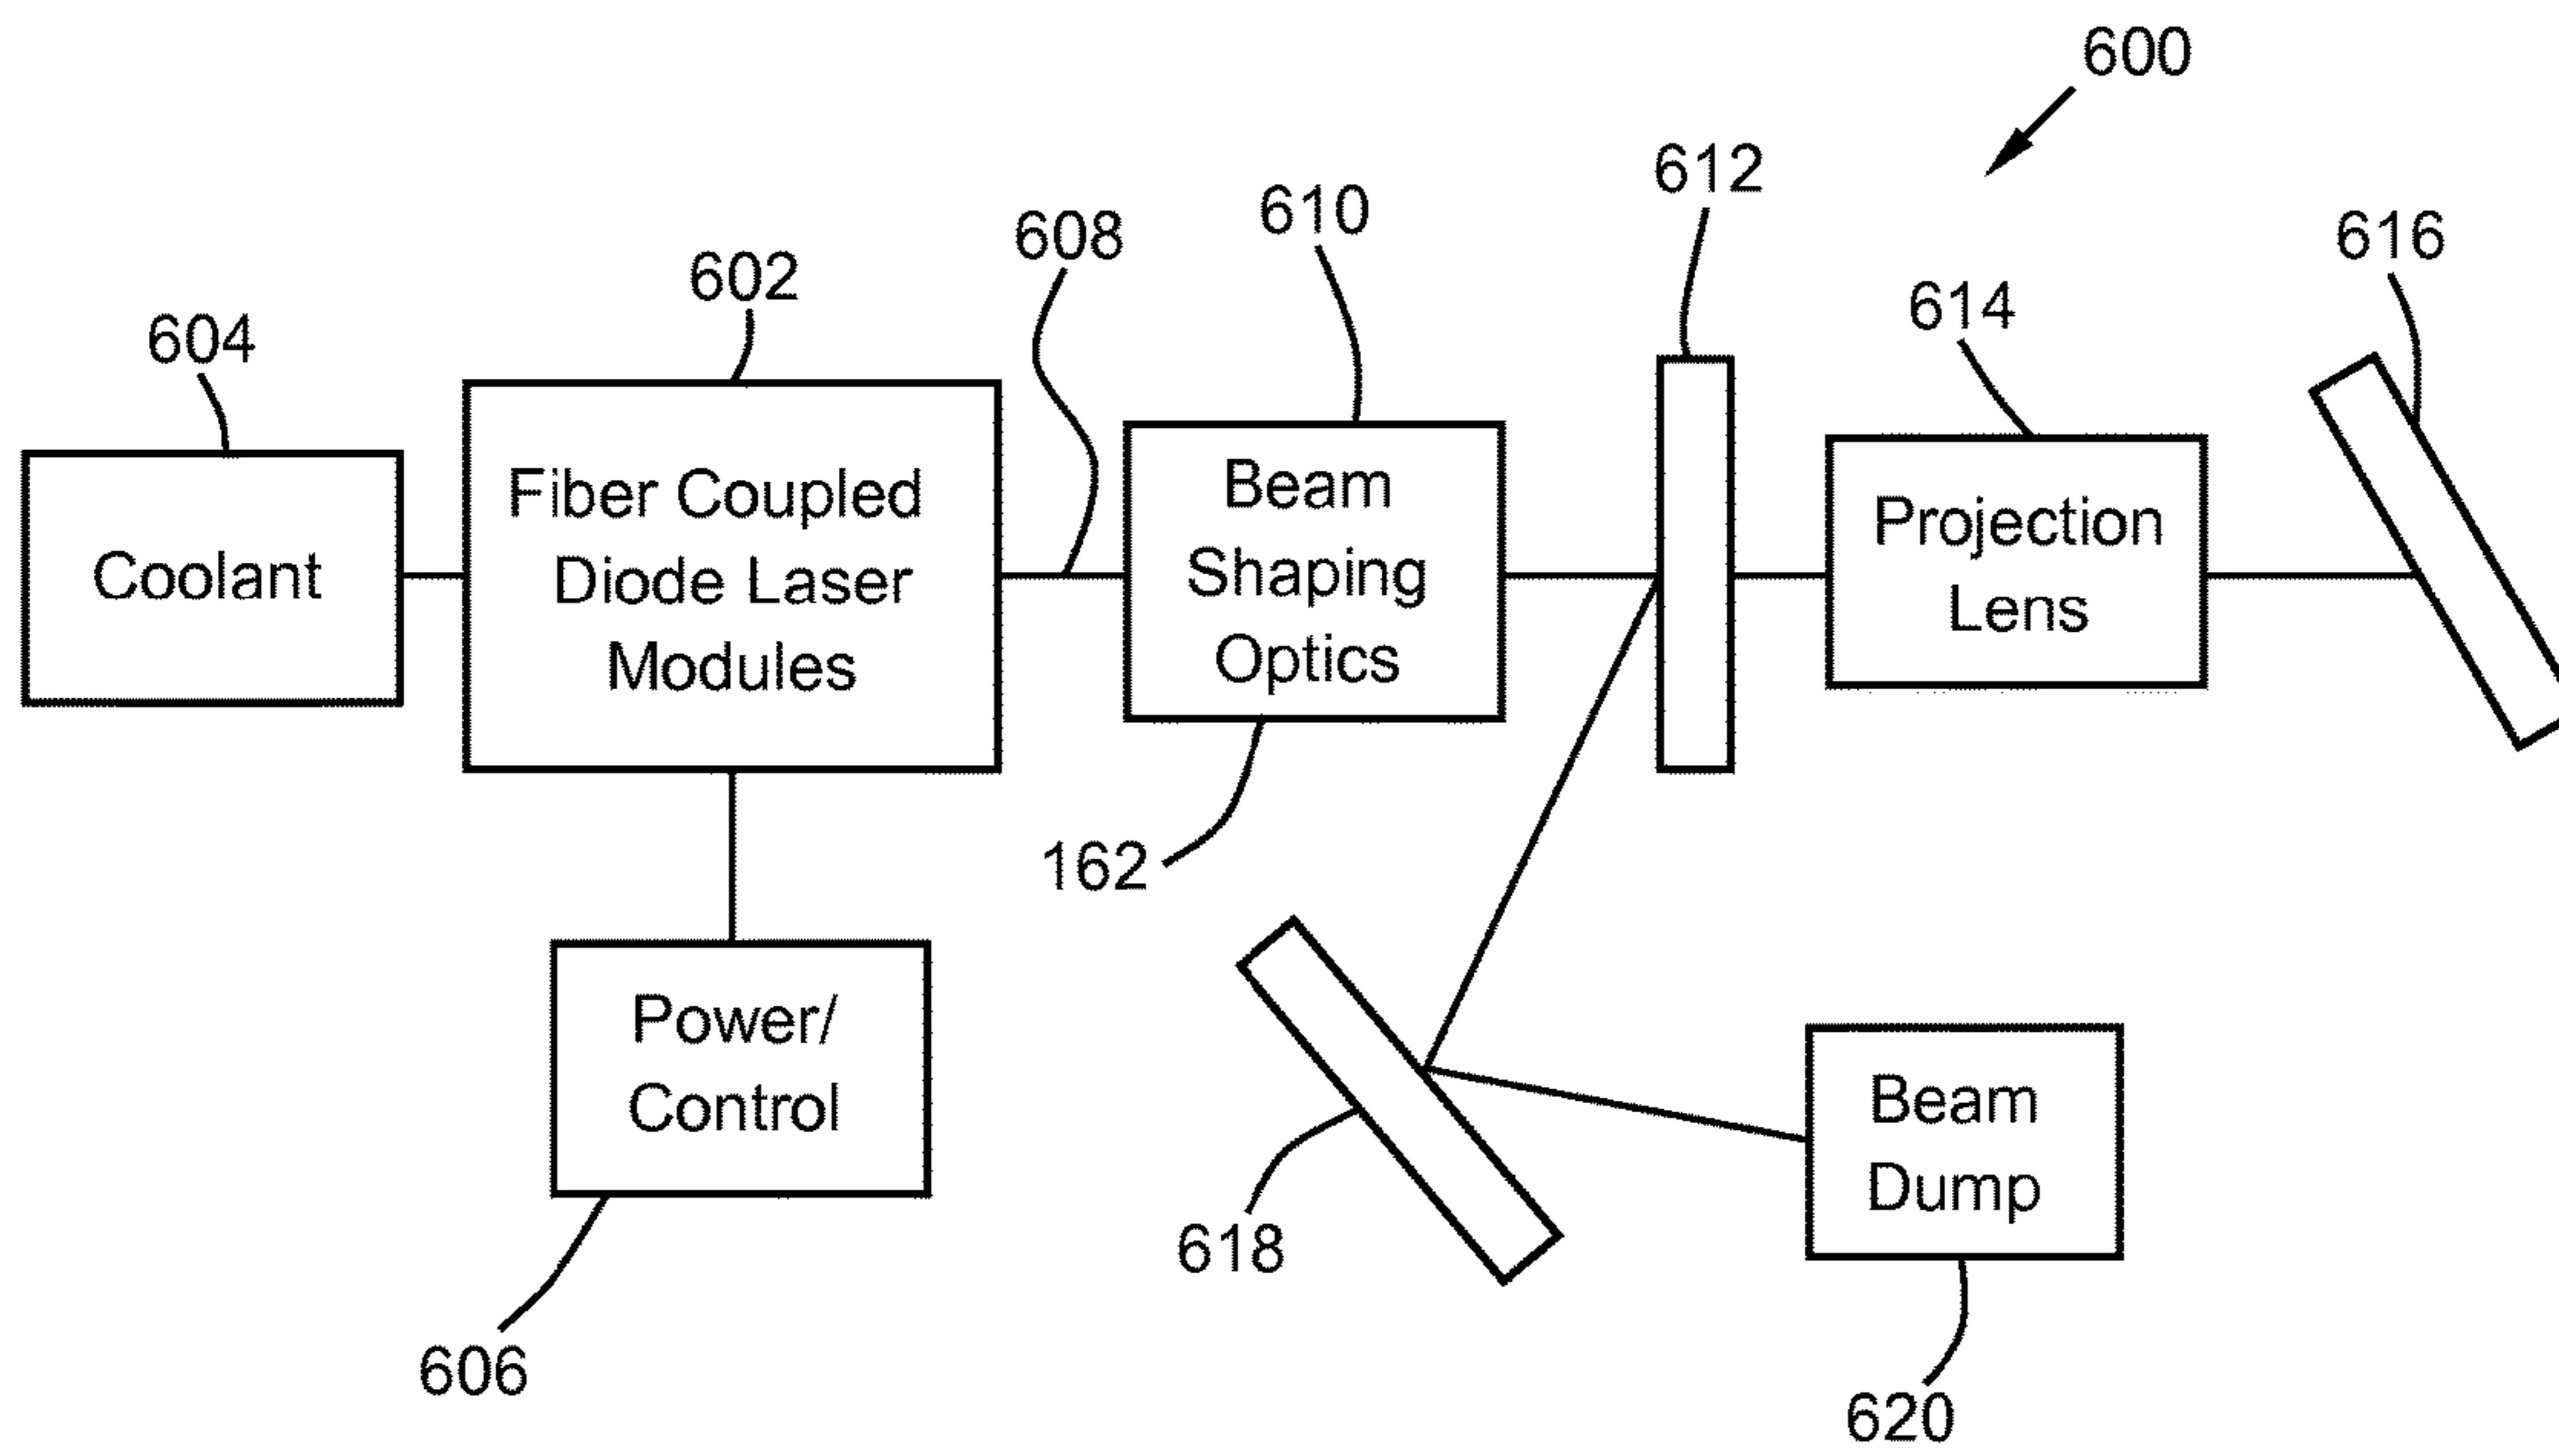 600
612
610
608
616
602
614
604
Coolant
Fiber Coupled
Diode Laser
Modules
Beam
Shaping
Optics
Projection
Lens
162
Power/
Control
Beam
Dump
618
606
620